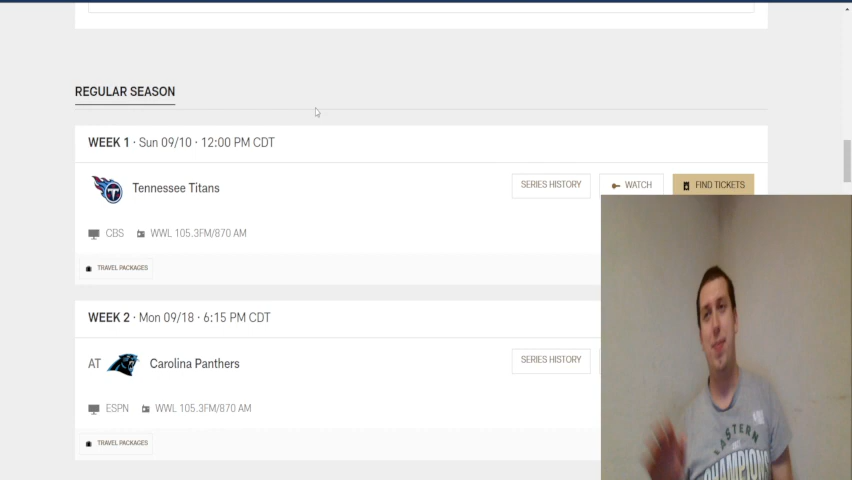 REGULAR SEASON
WEEK 1 · Sun 09/10 · 12:00 PM CDT
Tennessee Titans
SERIES HISTORY
WATCH
FIND TICKETS
CBS WWL 105.3FM/870 AM
TRAVEL PACKAGES
WEEK 2 · Mon 09/18 · 6:15 PM CDT
AT Carolina Panthers
SERIES HISTORY
ESPN WWL 105.3FM/870 AM
TRAVEL PACKAGES
EASTERN
CHAMPIONS